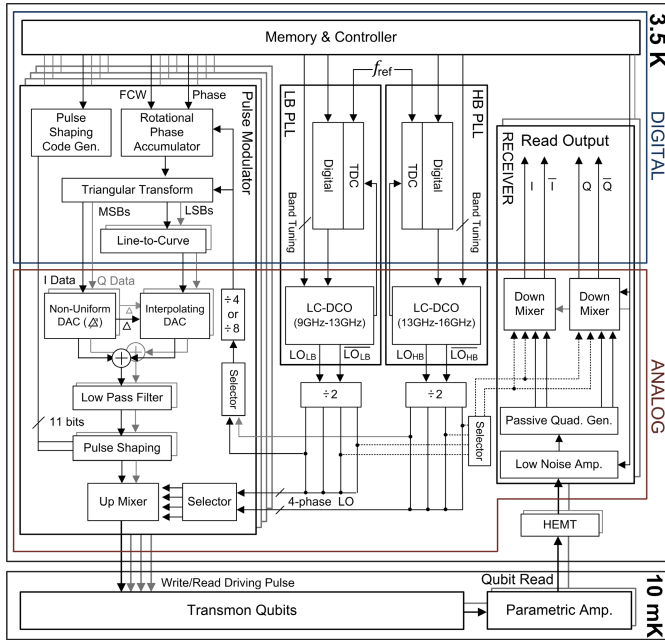 Memory & Controller
3.5 K
DIGITAL
FCW
Phase
Pulse Modulator
Pulse
Shaping
Code Gen.
Rotational
Phase
Accumulator
Triangular Transform
MSBs
LSBs
Line-to-Curve
I Data
Q Data
Non-Uniform
DAC (Δ)
Δ
Δ
Interpolating
DAC
÷4
or
÷8
Selector
Low Pass Filter
11 bits
Pulse Shaping
Up Mixer
Selector
4-phase LO
LB PLL
fref
HB PLL
Digital
TDC
TDC
Digital
Band Tuning
Band Tuning
LC-DCO
(9GHz-13GHz)
LC-DCO
(13GHz-16GHz)
LOLB
LOLB
LOHB
LOHB
÷2
÷2
Selector
RECEIVER
Read Output
I
I
Q
Q
Down
Mixer
Down
Mixer
Passive Quad. Gen.
Low Noise Amp.
ANALOG
HEMT
Write/Read Driving Pulse
Qubit Read
Transmon Qubits
Parametric Amp.
10 mK